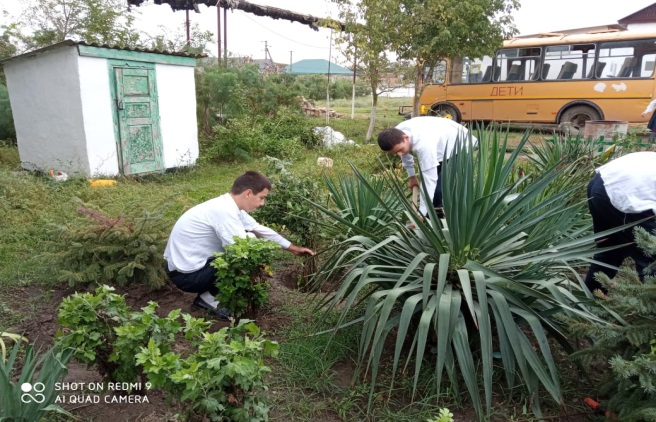 ДЕТИ
SHOT ON REDMI 9
AI QUAD CAMERA